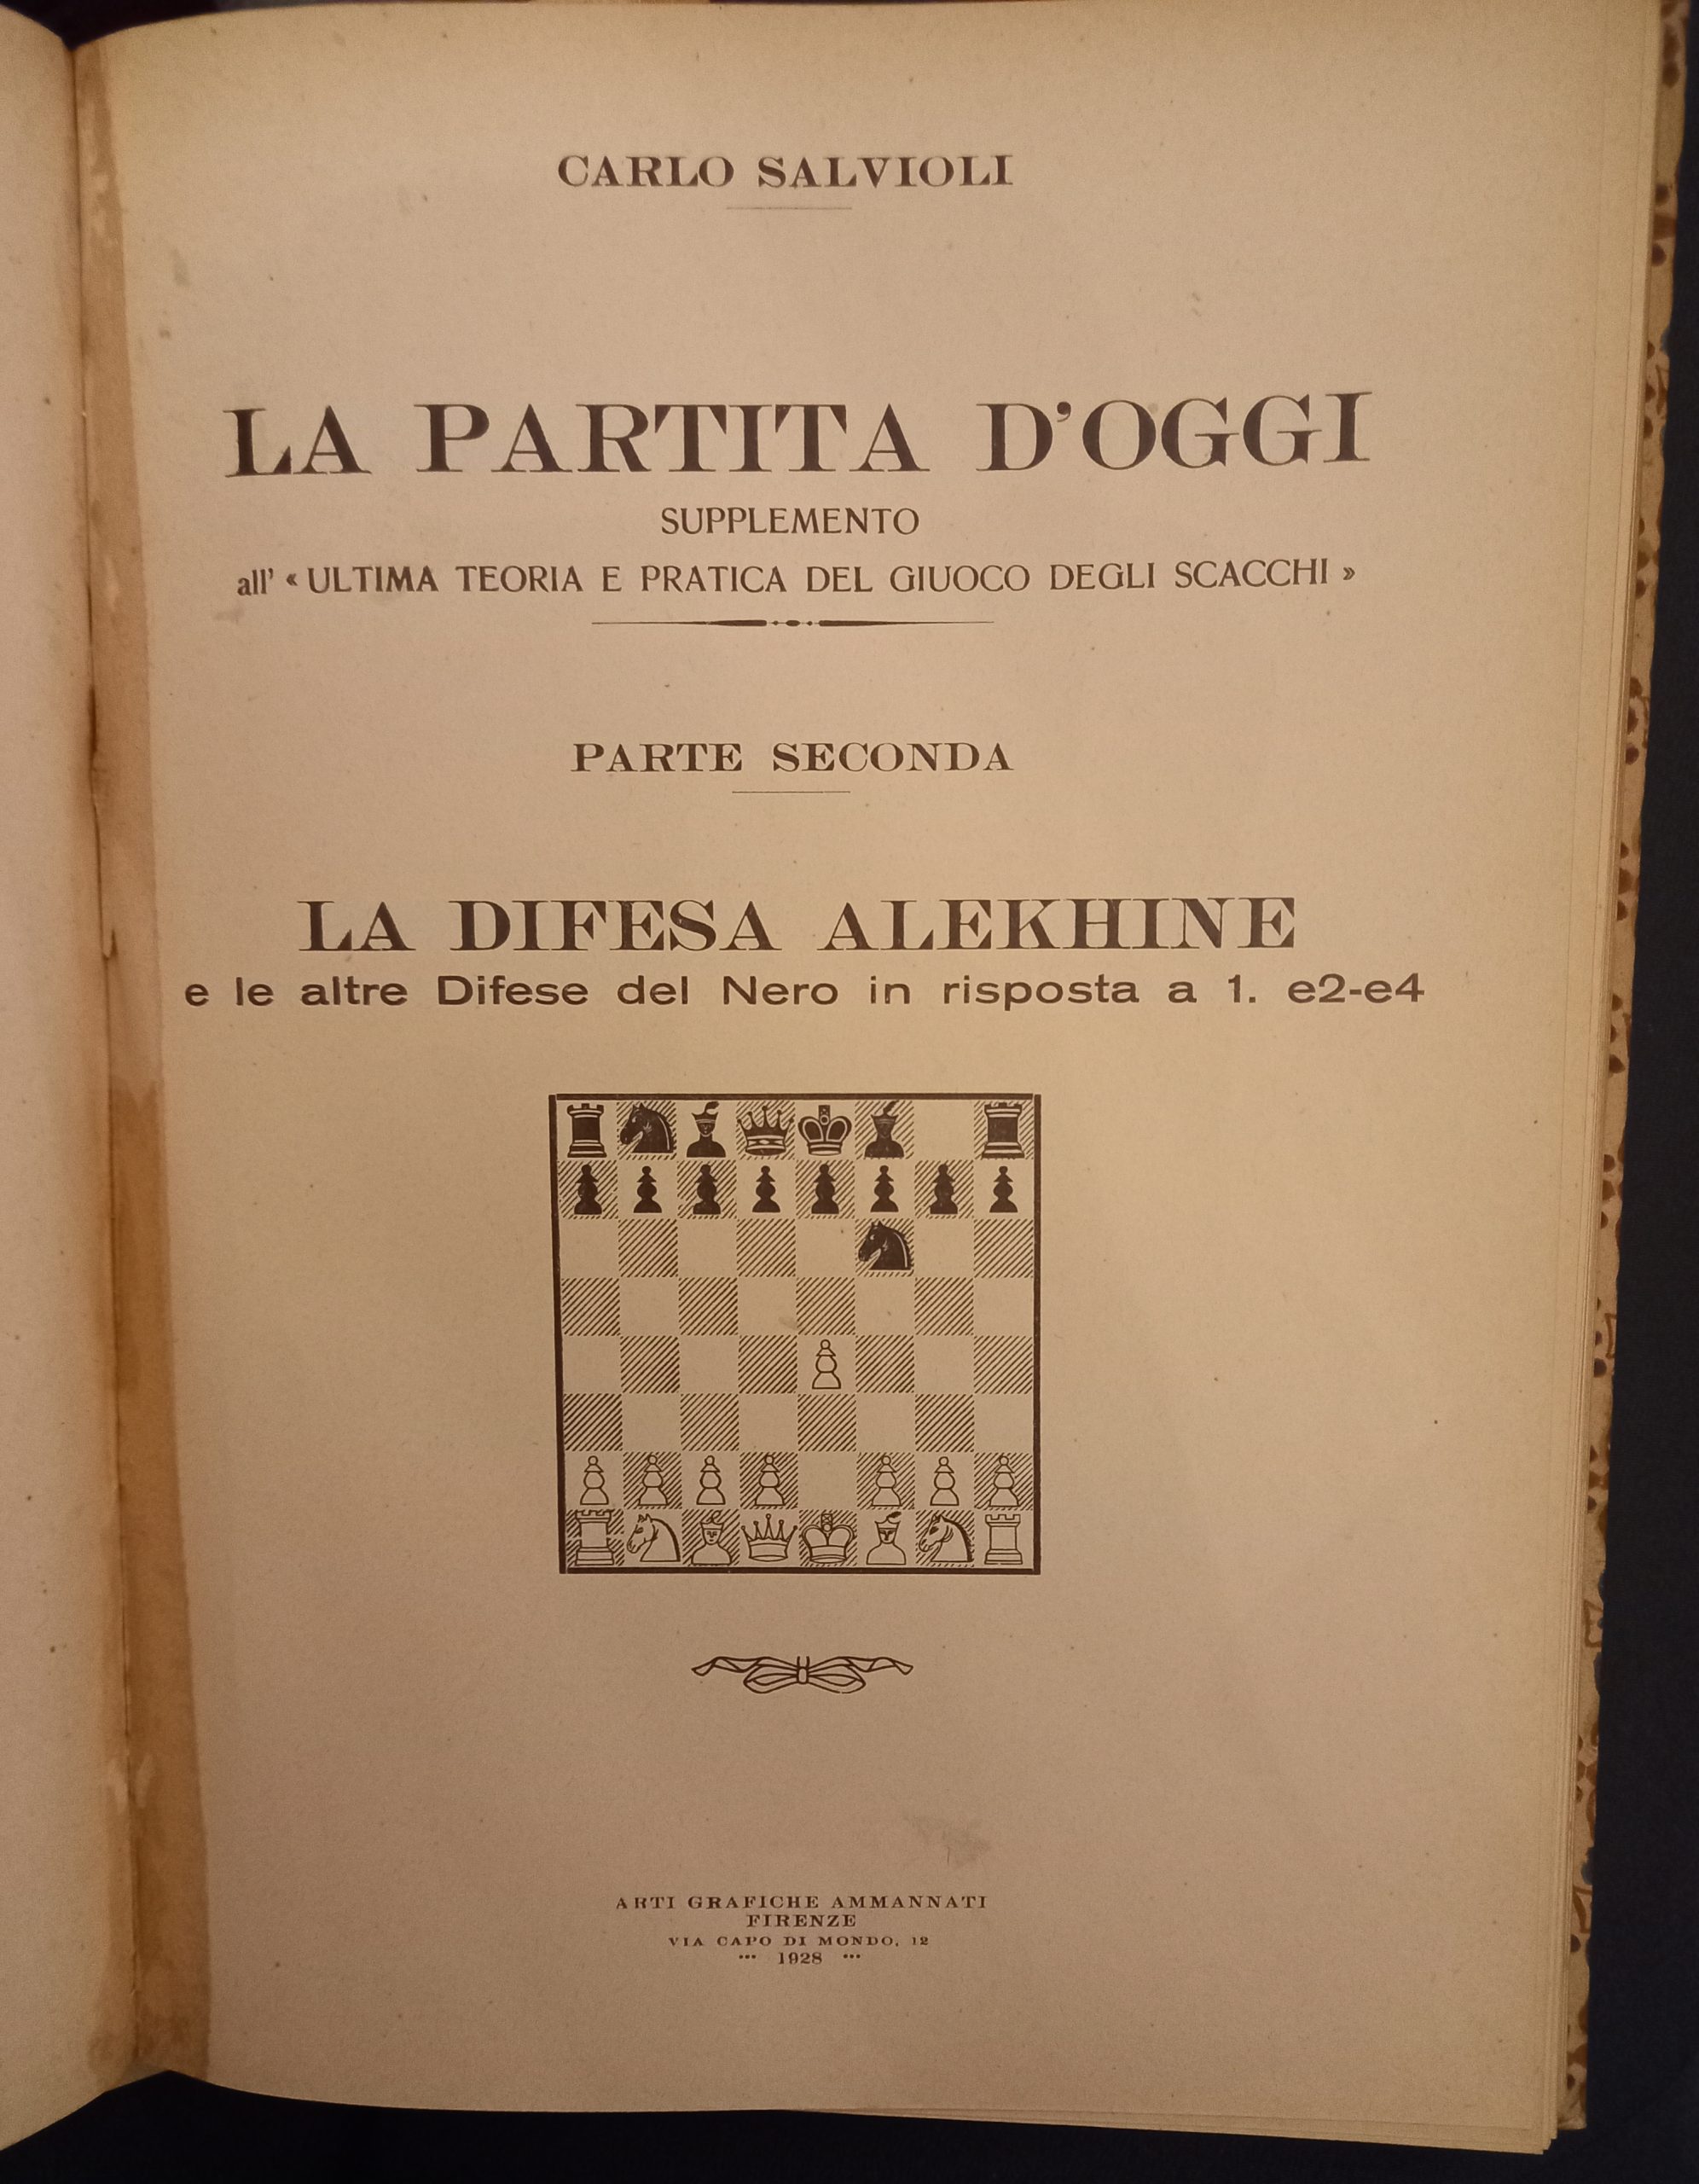 CARLO SALVIOLI
LA PARTITA D'OGGI
SUPPLEMENTO
all' « ULTIMA TEORIA E PRATICA DEL GIUOCO DEGLI SCACCHI »
PARTE SECONDA
LA DIFESA ALEKHINE
e le altre Difese del Nero in risposta a 1. e2-e4
ARTI GRAFICHE AMMANNATI
FIRENZE
VIA CAPO DI MONDO, 12
··· 1928 ···